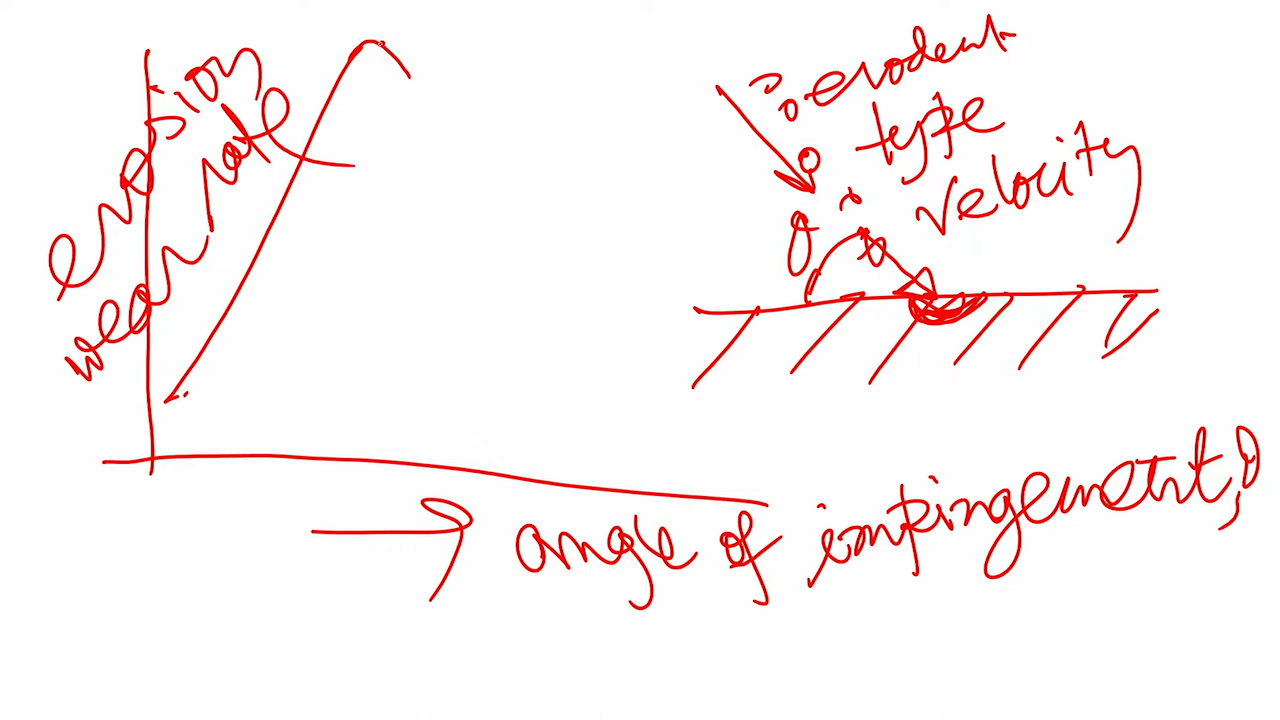 erosion
wear rate
erodent
type
velocity
θ
angle of impingement, θ